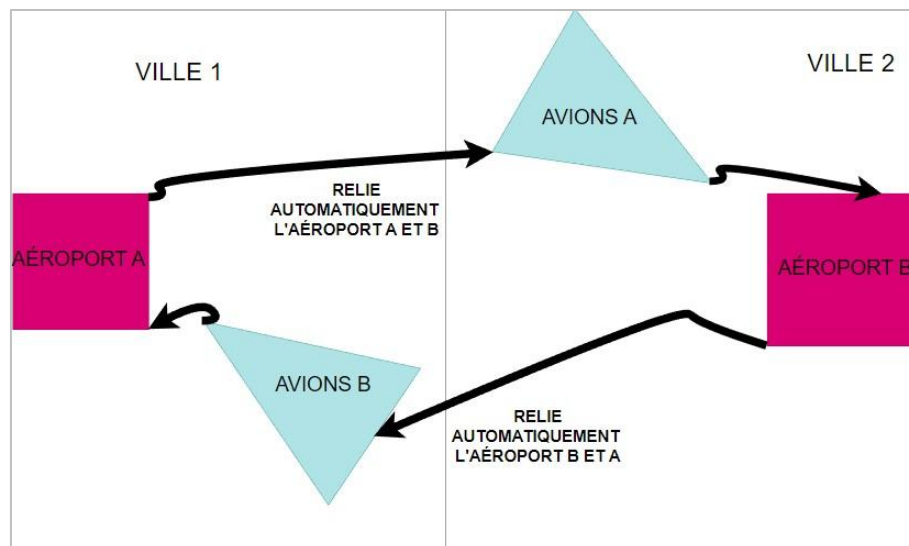 VILLE 1
VILLE 2
AVIONS A
RELIE
AUTOMATIQUEMENT
L'AÉROPORT A ET B
AÉROPORT A
AÉROPORT B
AVIONS B
RELIE
AUTOMATIQUEMENT
L'AÉROPORT B ET A